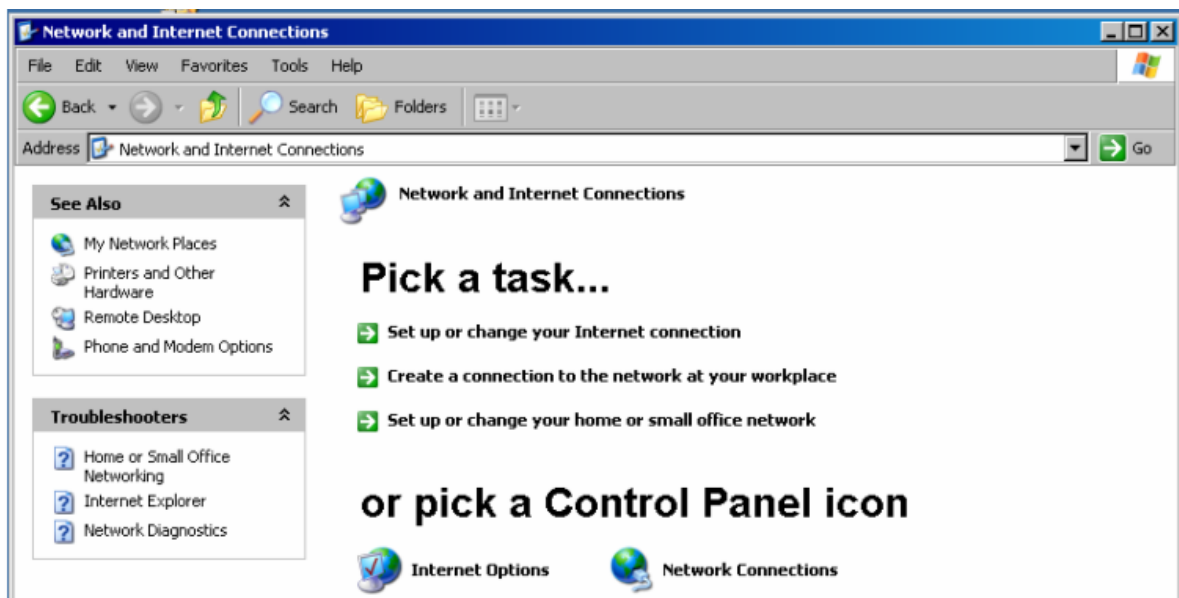 Network and Internet Connections
File Edit View Favorites Tools Help
Back Search Folders
Address Network and Internet Connections Go
See Also
My Network Places
Printers and Other
Hardware
Remote Desktop
Phone and Modem Options
Troubleshooters
Home or Small Office
Networking
Internet Explorer
Network Diagnostics
Network and Internet Connections
Pick a task...
Set up or change your Internet connection
Create a connection to the network at your workplace
Set up or change your home or small office network
or pick a Control Panel icon
Internet Options Network Connections